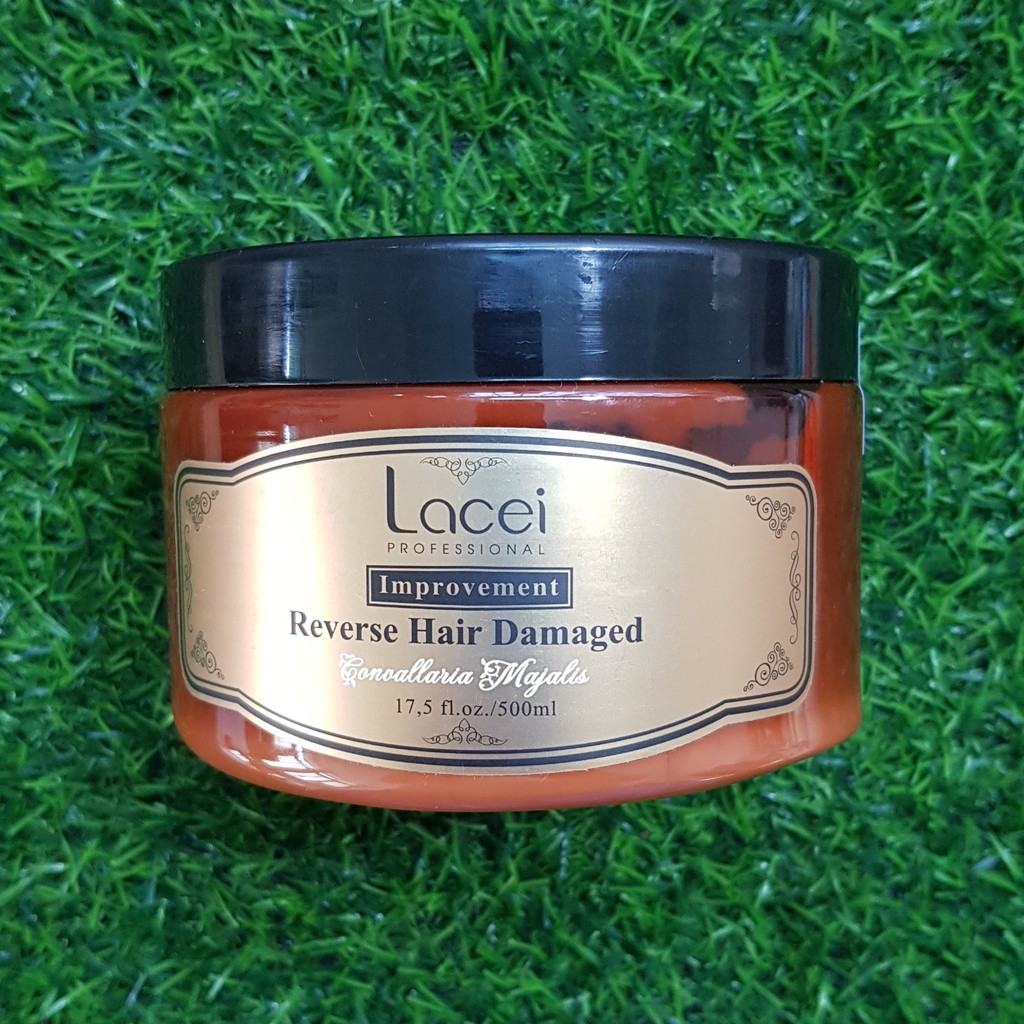 Lacei
PROFESSIONAL
Improvement
Reverse Hair Damaged
Convallaria Majalis
17,5 fl.oz./500ml